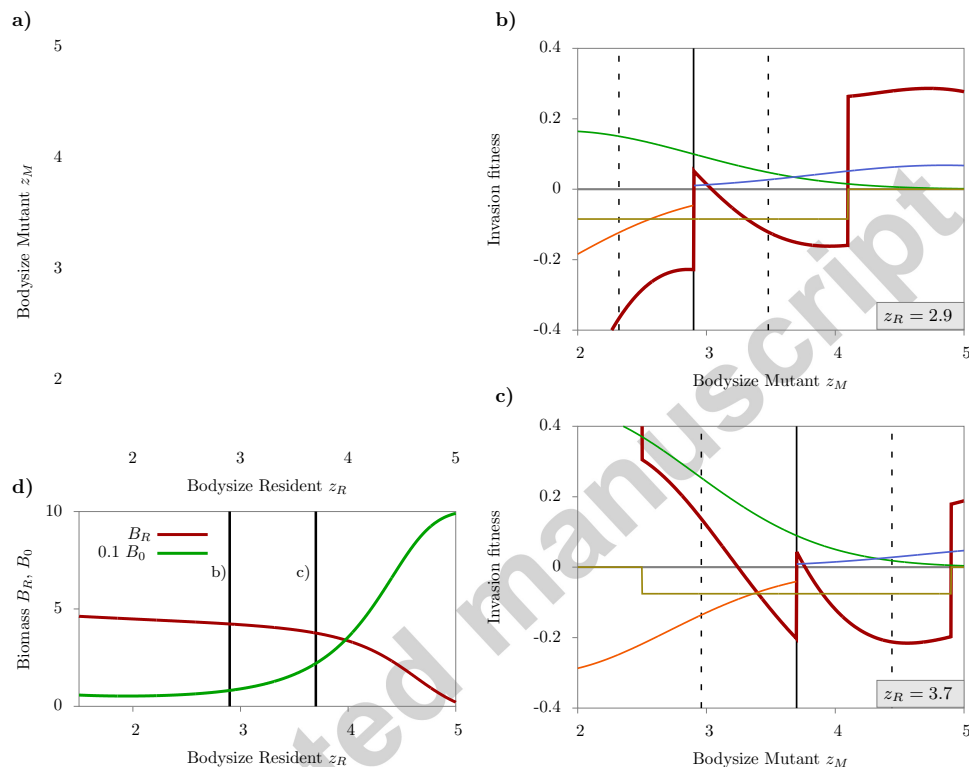 a)
5
4
3
2
Bodysize Mutant z_M
2 3 4 5
Bodysize Resident z_R
b)
0.4
0.2
0
-0.2
-0.4
Invasion fitness
z_R = 2.9
2 3 4 5
Bodysize Mutant z_M
c)
0.4
0.2
0
-0.2
-0.4
Invasion fitness
z_R = 3.7
2 3 4 5
Bodysize Mutant z_M
d)
10
5
0
Biomass B_R, B_0
B_R
0.1 B_0
b)
c)
2 3 4 5
Bodysize Resident z_R
ted manuscript